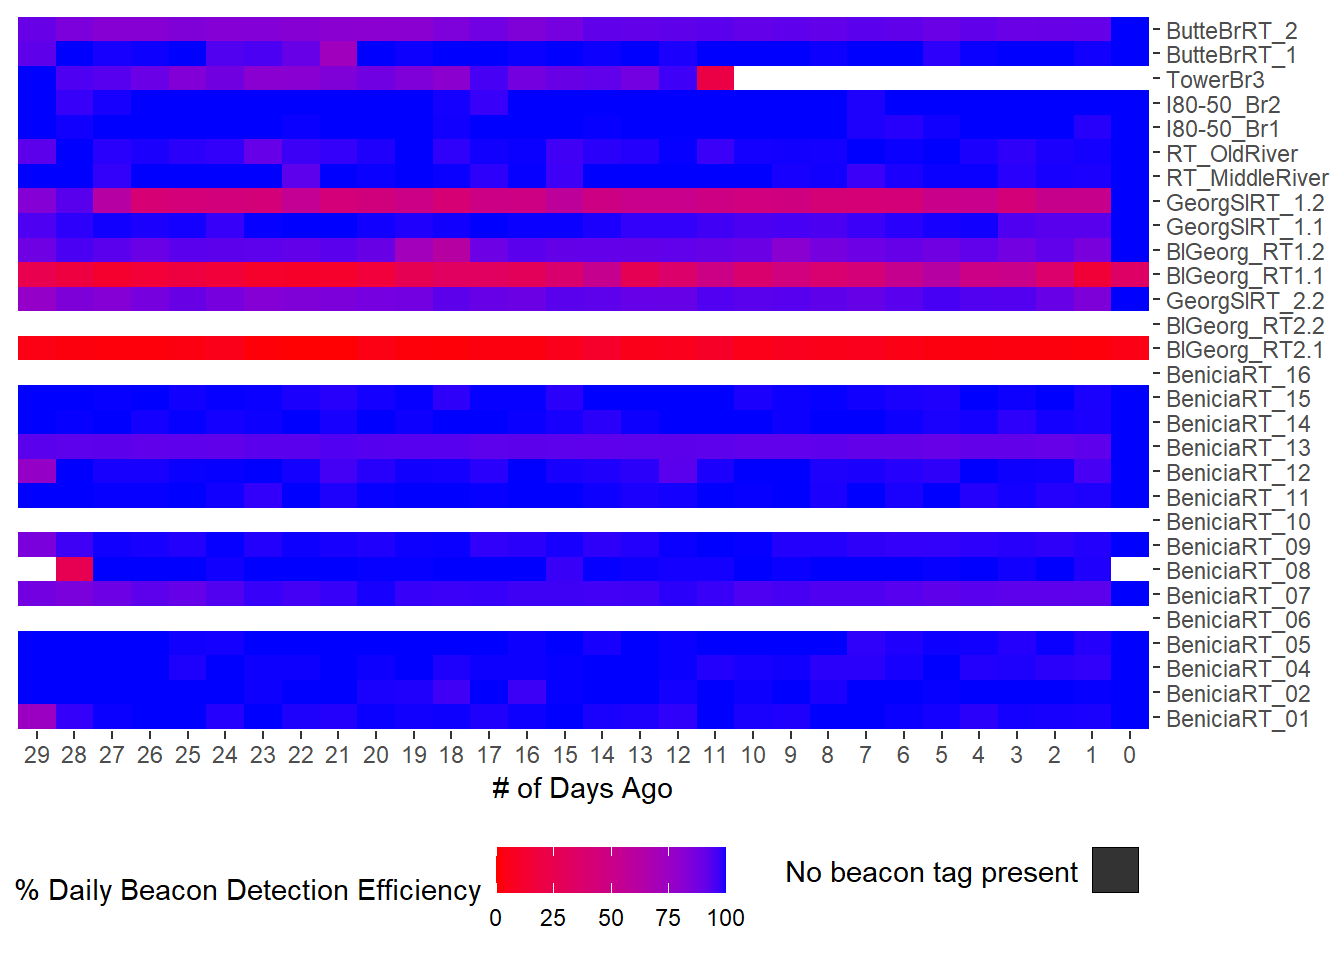 ButteBrRT_2
ButteBrRT_1
TowerBr3
I80-50_Br2
I80-50_Br1
RT_OldRiver
RT_MiddleRiver
GeorgSlRT_1.2
GeorgSlRT_1.1
BlGeorg_RT1.2
BlGeorg_RT1.1
GeorgSlRT_2.2
BlGeorg_RT2.2
BlGeorg_RT2.1
BeniciaRT_16
BeniciaRT_15
BeniciaRT_14
BeniciaRT_13
BeniciaRT_12
BeniciaRT_11
BeniciaRT_10
BeniciaRT_09
BeniciaRT_08
BeniciaRT_07
BeniciaRT_06
BeniciaRT_05
BeniciaRT_04
BeniciaRT_02
BeniciaRT_01
29 28 27 26 25 24 23 22 21 20 19 18 17 16 15 14 13 12 11 10 9 8 7 6 5 4 3 2 1 0
# of Days Ago
% Daily Beacon Detection Efficiency
0 25 50 75 100
No beacon tag present